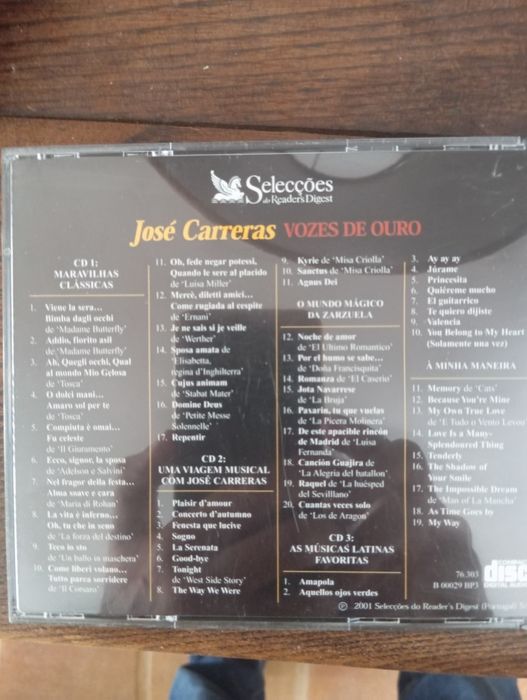 Selecções
do Reader's Digest
José Carreras VOZES DE OURO
CD 1:
MARAVILHAS
CLÁSSICAS
1. Viene la sera...
Bimba dagli occhi
de 'Madame Butterfly'
2. Addio, fiorito asil
de 'Madame Butterfly'
3. Ah, Quegli occhi, Qual
al mondo Mio Gelosa
de 'Tosca'
4. O dolci mani...
Amaro sol per te
de 'Tosca'
5. Compiuta è omai...
Fu celeste
de 'Il Giuramento'
6. Ecco, signor, la sposa
de 'Adelson e Salvini'
7. Nel fragor della festa...
Alma soave e cara
de 'Maria di Rohan'
8. La vita è inferno...
Oh, tu che in seno
de 'La forza del destino'
9. Teco io sto
de 'Un ballo in maschera'
10. Come liberi volano...
Tutto parea sorridere
de 'Il Corsaro'
11. Oh, fede negar potessi,
Quando le sere al placido
de 'Luisa Miller'
12. Mercè, diletti amici...
Come rugiada al cespite
de 'Ernani'
13. Je ne sais si je veille
de 'Werther'
14. Sposa amata de
'Elisabetta,
regina d'Inghilterra'
15. Cujus animam
de 'Stabat Mater'
16. Domine Deus
de 'Petite Messe
Solennelle'
17. Repentir
CD 2:
UMA VIAGEM MUSICAL
COM JOSÉ CARRERAS
1. Plaisir d'amour
2. Concerto d'autunno
3. Fenesta que lucive
4. Sogno
5. La Serenata
6. Good-bye
7. Tonight
de 'West Side Story'
8. The Way We Were
9. Kyrie de 'Misa Criolla'
10. Sanctus de 'Misa Criolla'
11. Agnus Dei
O MUNDO MÁGICO
DA ZARZUELA
12. Noche de amor
de 'El Ultimo Romantico'
13. Por el humo se sabe...
de 'Doña Francisquita'
14. Romanza de 'El Caserio'
15. Jota Navarrese
de 'La Bruja'
16. Paxarin, tu que vuelas
de 'La Picera Molinera'
17. De este apacible rincón
de Madrid de 'Luisa
Fernanda'
18. Canción Guajira de
'La Alegria del batallon'
19. Raquel de 'La huésped
del Sevilllano'
20. Cuantas veces solo
de 'Los de Aragon'
CD 3:
AS MÚSICAS LATINAS
FAVORITAS
1. Amapola
2. Aquellos ojos verdes
3. Ay ay ay
4. Júrame
5. Princesita
6. Quiéreme mucho
7. El guitarrico
8. Te quiero dijiste
9. Valencia
10. You Belong to My Heart
(Solamente una vez)
À MINHA MANEIRA
11. Memory de 'Cats'
12. Because You're Mine
13. My Own True Love
de 'E Tudo o Vento Levou
14. Love Is a Many-
Splendoured Thing
15. Tenderly
16. The Shadow of
Your Smile
17. The Impossible Dream
de 'Man of La Mancha'
18. As Time Goes by
19. My Way
76.303
B 00029 BP3
COMPACT
disc
DIGITAL AUDIO
℗ 2001 Selecções do Reader's Digest (Portugal)